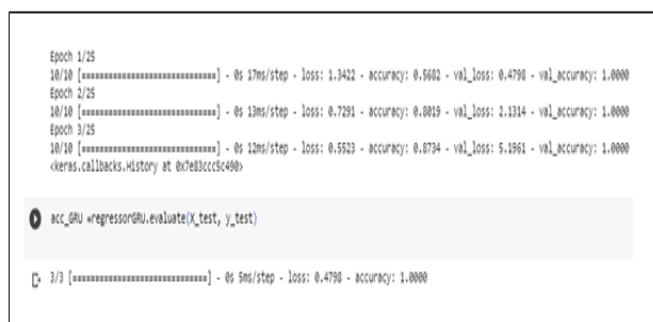 Epoch 1/25
10/10 [==============================] - 0s 17ms/step - loss: 1.3422 - accuracy: 0.5682 - val_loss: 0.4798 - val_accuracy: 1.0000
Epoch 2/25
10/10 [==============================] - 0s 13ms/step - loss: 0.7291 - accuracy: 0.8019 - val_loss: 2.1314 - val_accuracy: 1.0000
Epoch 3/25
10/10 [==============================] - 0s 12ms/step - loss: 0.5523 - accuracy: 0.8734 - val_loss: 5.1961 - val_accuracy: 1.0000
<keras.callbacks.History at 0x7e83ccc5c490>
acc_GRU =regressorGRU.evaluate(X_test, y_test)
3/3 [==============================] - 0s 5ms/step - loss: 0.4798 - accuracy: 1.0000